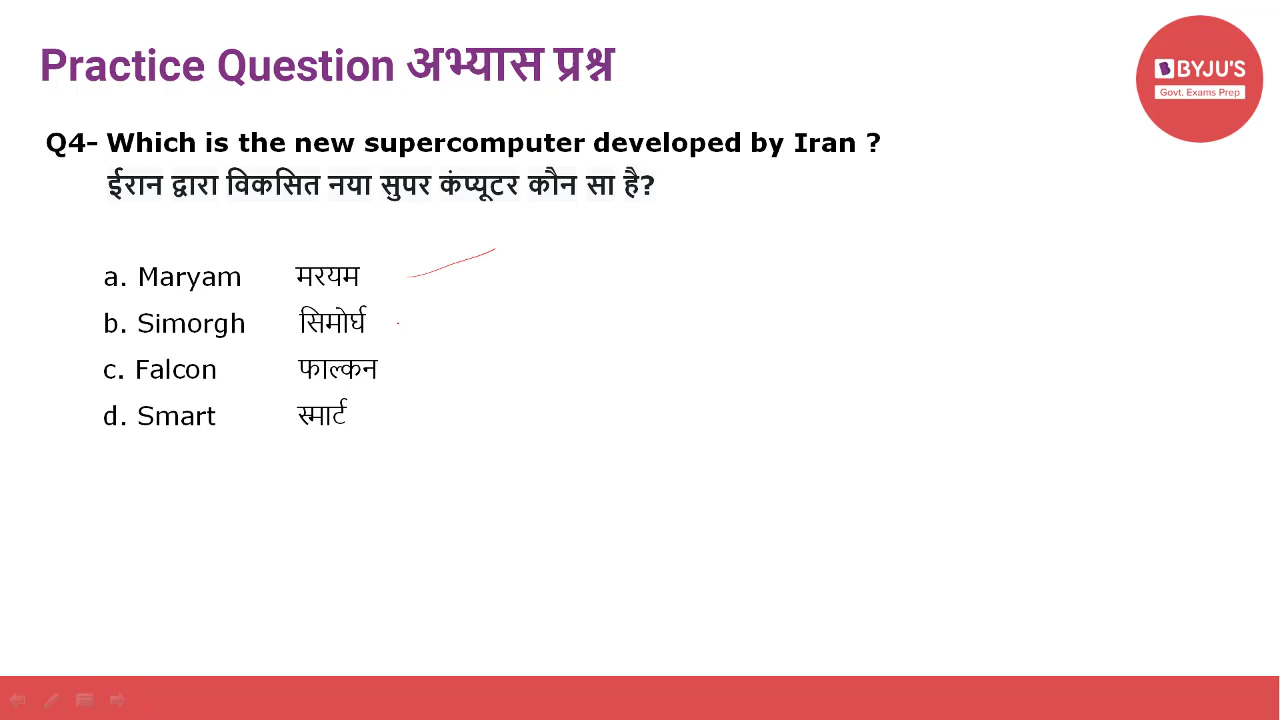 Practice Question अभ्यास प्रश्न
BYJU'S
Govt. Exams Prep
Q4- Which is the new supercomputer developed by Iran ?
ईरान द्वारा विकसित नया सुपर कंप्यूटर कौन सा है?
a. Maryam मरयम
b. Simorgh सिमोर्घ
c. Falcon फाल्कन
d. Smart स्मार्ट